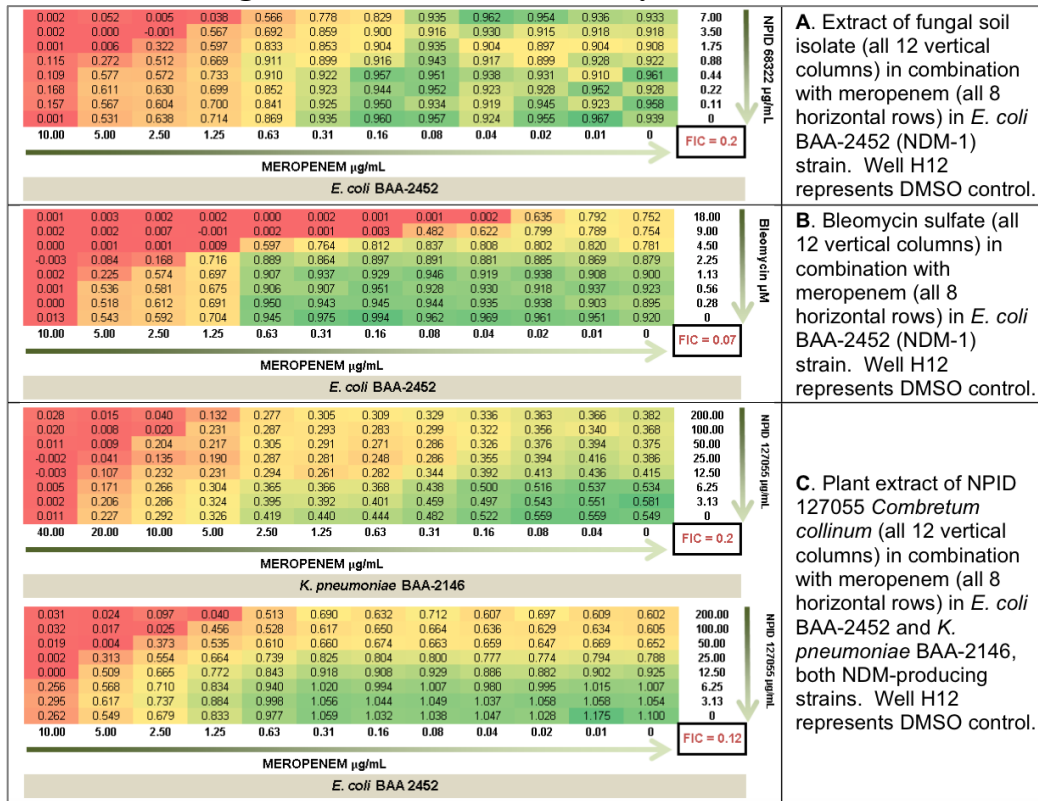 0.002 0.052 0.005 0.038 0.566 0.778 0.829 0.935 0.962 0.954 0.936 0.933 7.00
0.002 0.000 -0.001 0.567 0.692 0.859 0.900 0.916 0.930 0.915 0.918 0.918 3.50
0.001 0.006 0.322 0.597 0.833 0.853 0.904 0.935 0.904 0.897 0.904 0.908 1.75
0.115 0.272 0.512 0.669 0.911 0.899 0.916 0.943 0.917 0.899 0.928 0.922 0.88
0.109 0.577 0.572 0.733 0.910 0.922 0.957 0.951 0.938 0.931 0.910 0.961 0.44
0.168 0.611 0.630 0.699 0.852 0.923 0.944 0.952 0.923 0.928 0.952 0.928 0.22
0.157 0.567 0.604 0.700 0.841 0.925 0.950 0.934 0.919 0.945 0.923 0.958 0.11
0.001 0.531 0.638 0.714 0.869 0.935 0.960 0.957 0.924 0.955 0.967 0.939 0
10.00 5.00 2.50 1.25 0.63 0.31 0.16 0.08 0.04 0.02 0.01 0
NPID 68322 µg/mL
FIC = 0.2
MEROPENEM µg/mL
E. coli BAA-2452
A. Extract of fungal soil
isolate (all 12 vertical
columns) in combination
with meropenem (all 8
horizontal rows) in E. coli
BAA-2452 (NDM-1)
strain. Well H12
represents DMSO control.
0.001 0.003 0.002 0.002 0.000 0.002 0.001 0.001 0.002 0.635 0.792 0.752 18.00
0.002 0.002 0.007 -0.001 0.002 0.001 0.003 0.482 0.622 0.799 0.789 0.754 9.00
0.000 0.001 0.001 0.009 0.597 0.764 0.812 0.837 0.808 0.802 0.820 0.781 4.50
-0.003 0.084 0.168 0.716 0.889 0.864 0.897 0.891 0.881 0.885 0.869 0.879 2.25
0.002 0.225 0.574 0.697 0.907 0.937 0.929 0.946 0.919 0.938 0.908 0.900 1.13
0.001 0.536 0.581 0.675 0.906 0.907 0.951 0.928 0.930 0.918 0.937 0.923 0.56
0.000 0.518 0.612 0.691 0.950 0.943 0.945 0.944 0.935 0.938 0.903 0.895 0.28
0.013 0.543 0.592 0.704 0.945 0.975 0.994 0.962 0.969 0.961 0.951 0.920 0
10.00 5.00 2.50 1.25 0.63 0.31 0.16 0.08 0.04 0.02 0.01 0
Bleomycin µM
FIC = 0.07
MEROPENEM µg/mL
E. coli BAA-2452
B. Bleomycin sulfate (all
12 vertical columns) in
combination with
meropenem (all 8
horizontal rows) in E. coli
BAA-2452 (NDM-1)
strain. Well H12
represents DMSO control.
0.028 0.015 0.040 0.132 0.277 0.305 0.309 0.329 0.336 0.363 0.366 0.382 200.00
0.020 0.008 0.020 0.231 0.287 0.293 0.283 0.299 0.322 0.356 0.340 0.368 100.00
0.011 0.009 0.204 0.217 0.305 0.291 0.271 0.286 0.326 0.376 0.394 0.375 50.00
-0.002 0.041 0.135 0.190 0.287 0.281 0.248 0.286 0.355 0.394 0.416 0.386 25.00
-0.003 0.107 0.232 0.231 0.294 0.261 0.282 0.344 0.392 0.413 0.436 0.415 12.50
0.005 0.171 0.266 0.304 0.365 0.366 0.368 0.438 0.500 0.516 0.537 0.534 6.25
0.002 0.206 0.286 0.324 0.395 0.392 0.401 0.459 0.497 0.543 0.551 0.581 3.13
0.011 0.227 0.292 0.326 0.419 0.440 0.444 0.482 0.522 0.559 0.559 0.549 0
40.00 20.00 10.00 5.00 2.50 1.25 0.63 0.31 0.16 0.08 0.04 0
NPID 127055 µg/mL
FIC = 0.2
MEROPENEM µg/mL
K. pneumoniae BAA-2146
0.031 0.024 0.097 0.040 0.513 0.690 0.632 0.712 0.607 0.697 0.609 0.602 200.00
0.032 0.017 0.025 0.456 0.528 0.617 0.650 0.664 0.636 0.629 0.634 0.605 100.00
0.019 0.004 0.373 0.535 0.610 0.660 0.674 0.663 0.659 0.647 0.669 0.652 50.00
0.002 0.313 0.554 0.664 0.739 0.825 0.804 0.800 0.777 0.774 0.794 0.788 25.00
0.000 0.509 0.665 0.772 0.843 0.918 0.908 0.929 0.886 0.882 0.902 0.925 12.50
0.256 0.568 0.710 0.834 0.940 1.020 0.994 1.007 0.980 0.995 1.015 1.007 6.25
0.295 0.617 0.737 0.884 0.998 1.056 1.044 1.049 1.037 1.058 1.058 1.054 3.13
0.262 0.549 0.679 0.833 0.977 1.059 1.032 1.038 1.047 1.028 1.175 1.100 0
10.00 5.00 2.50 1.25 0.63 0.31 0.16 0.08 0.04 0.02 0.01 0
NPID 127055 µg/mL
FIC = 0.12
MEROPENEM µg/mL
E. coli BAA 2452
C. Plant extract of NPID
127055 Combretum
collinum (all 12 vertical
columns) in combination
with meropenem (all 8
horizontal rows) in E. coli
BAA-2452 and K.
pneumoniae BAA-2146,
both NDM-producing
strains. Well H12
represents DMSO control.